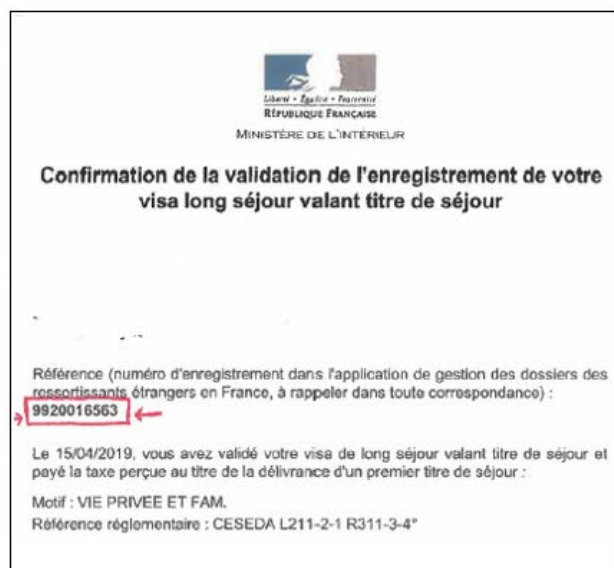 Liberté • Égalité • Fraternité
RÉPUBLIQUE FRANÇAISE
MINISTÈRE DE L'INTÉRIEUR
Confirmation de la validation de l'enregistrement de votre
visa long séjour valant titre de séjour
Référence (numéro d'enregistrement dans l'application de gestion des dossiers des
ressortissants étrangers en France, à rappeler dans toute correspondance) :
9920016563
Le 15/04/2019, vous avez validé votre visa de long séjour valant titre de séjour et
payé la taxe perçue au titre de la délivrance d'un premier titre de séjour :
Motif : VIE PRIVEE ET FAM.
Référence réglementaire : CESEDA L211-2-1 R311-3-4°